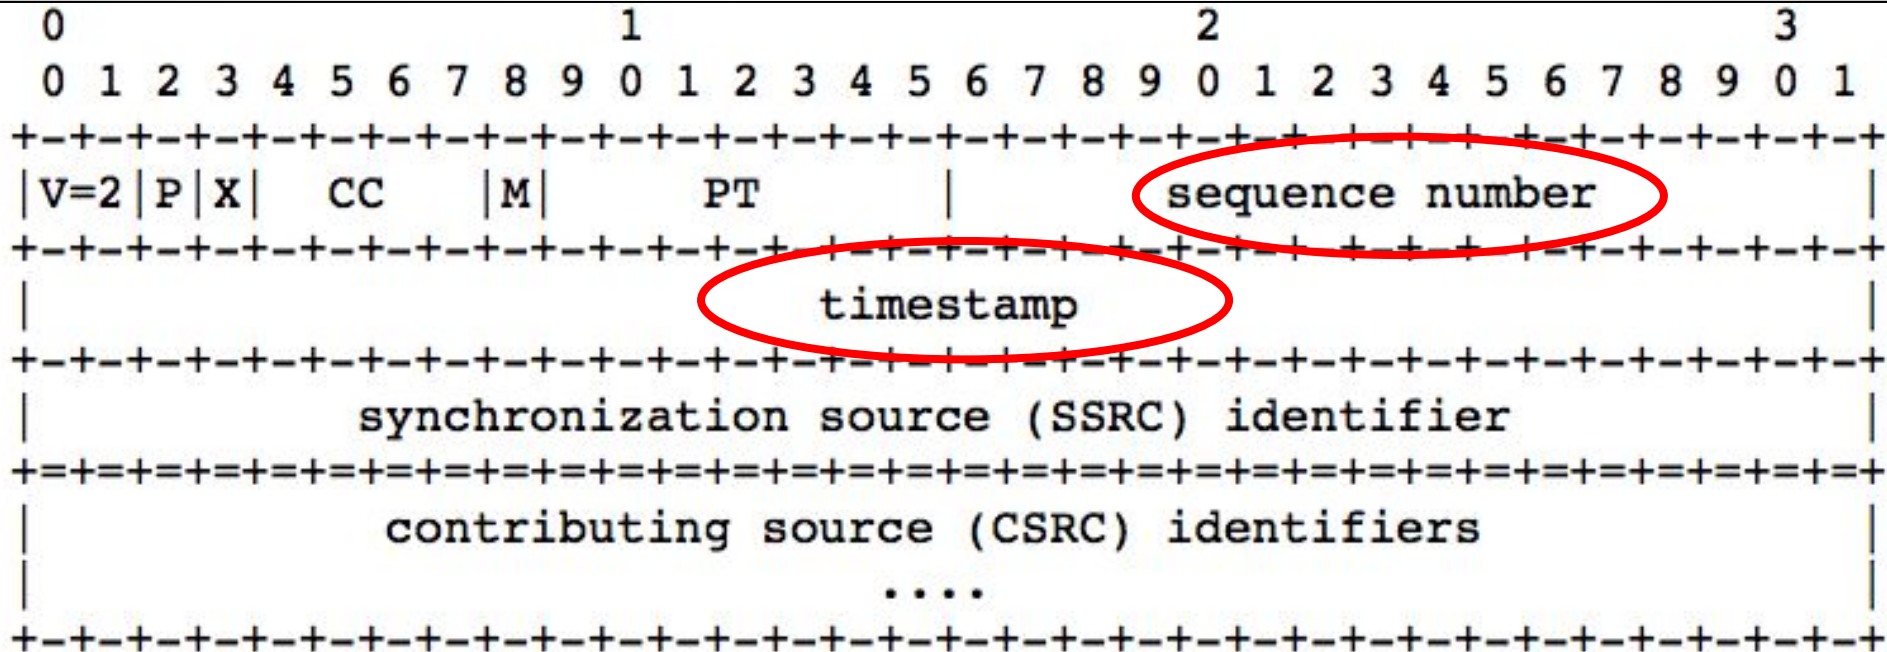 0                   1                   2                   3
 0 1 2 3 4 5 6 7 8 9 0 1 2 3 4 5 6 7 8 9 0 1 2 3 4 5 6 7 8 9 0 1
+-+-+-+-+-+-+-+-+-+-+-+-+-+-+-+-+-+-+-+-+-+-+-+-+-+-+-+-+-+-+-+-+
|V=2|P|X|  CC   |M|     PT      |       sequence number         |
+-+-+-+-+-+-+-+-+-+-+-+-+-+-+-+-+-+-+-+-+-+-+-+-+-+-+-+-+-+-+-+-+
|                           timestamp                           |
+-+-+-+-+-+-+-+-+-+-+-+-+-+-+-+-+-+-+-+-+-+-+-+-+-+-+-+-+-+-+-+-+
|           synchronization source (SSRC) identifier            |
+=+=+=+=+=+=+=+=+=+=+=+=+=+=+=+=+=+=+=+=+=+=+=+=+=+=+=+=+=+=+=+=+
|            contributing source (CSRC) identifiers             |
|                             ....                              |
+-+-+-+-+-+-+-+-+-+-+-+-+-+-+-+-+-+-+-+-+-+-+-+-+-+-+-+-+-+-+-+-+